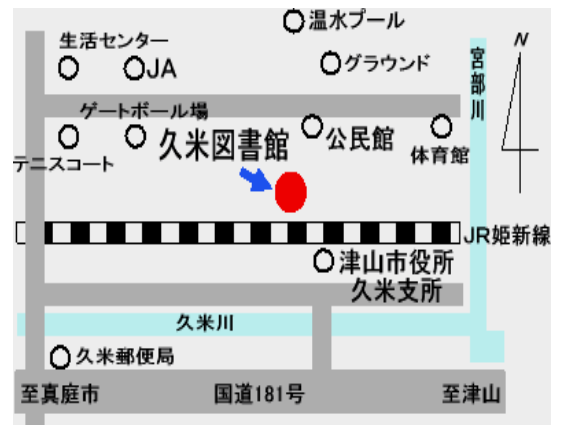 温水プール
生活センター
N
JA
グラウンド
宮部川
ゲートボール場
久米図書館
公民館
体育館
テニスコート
JR姫新線
津山市役所
久米支所
久米川
久米郵便局
至真庭市
国道181号
至津山